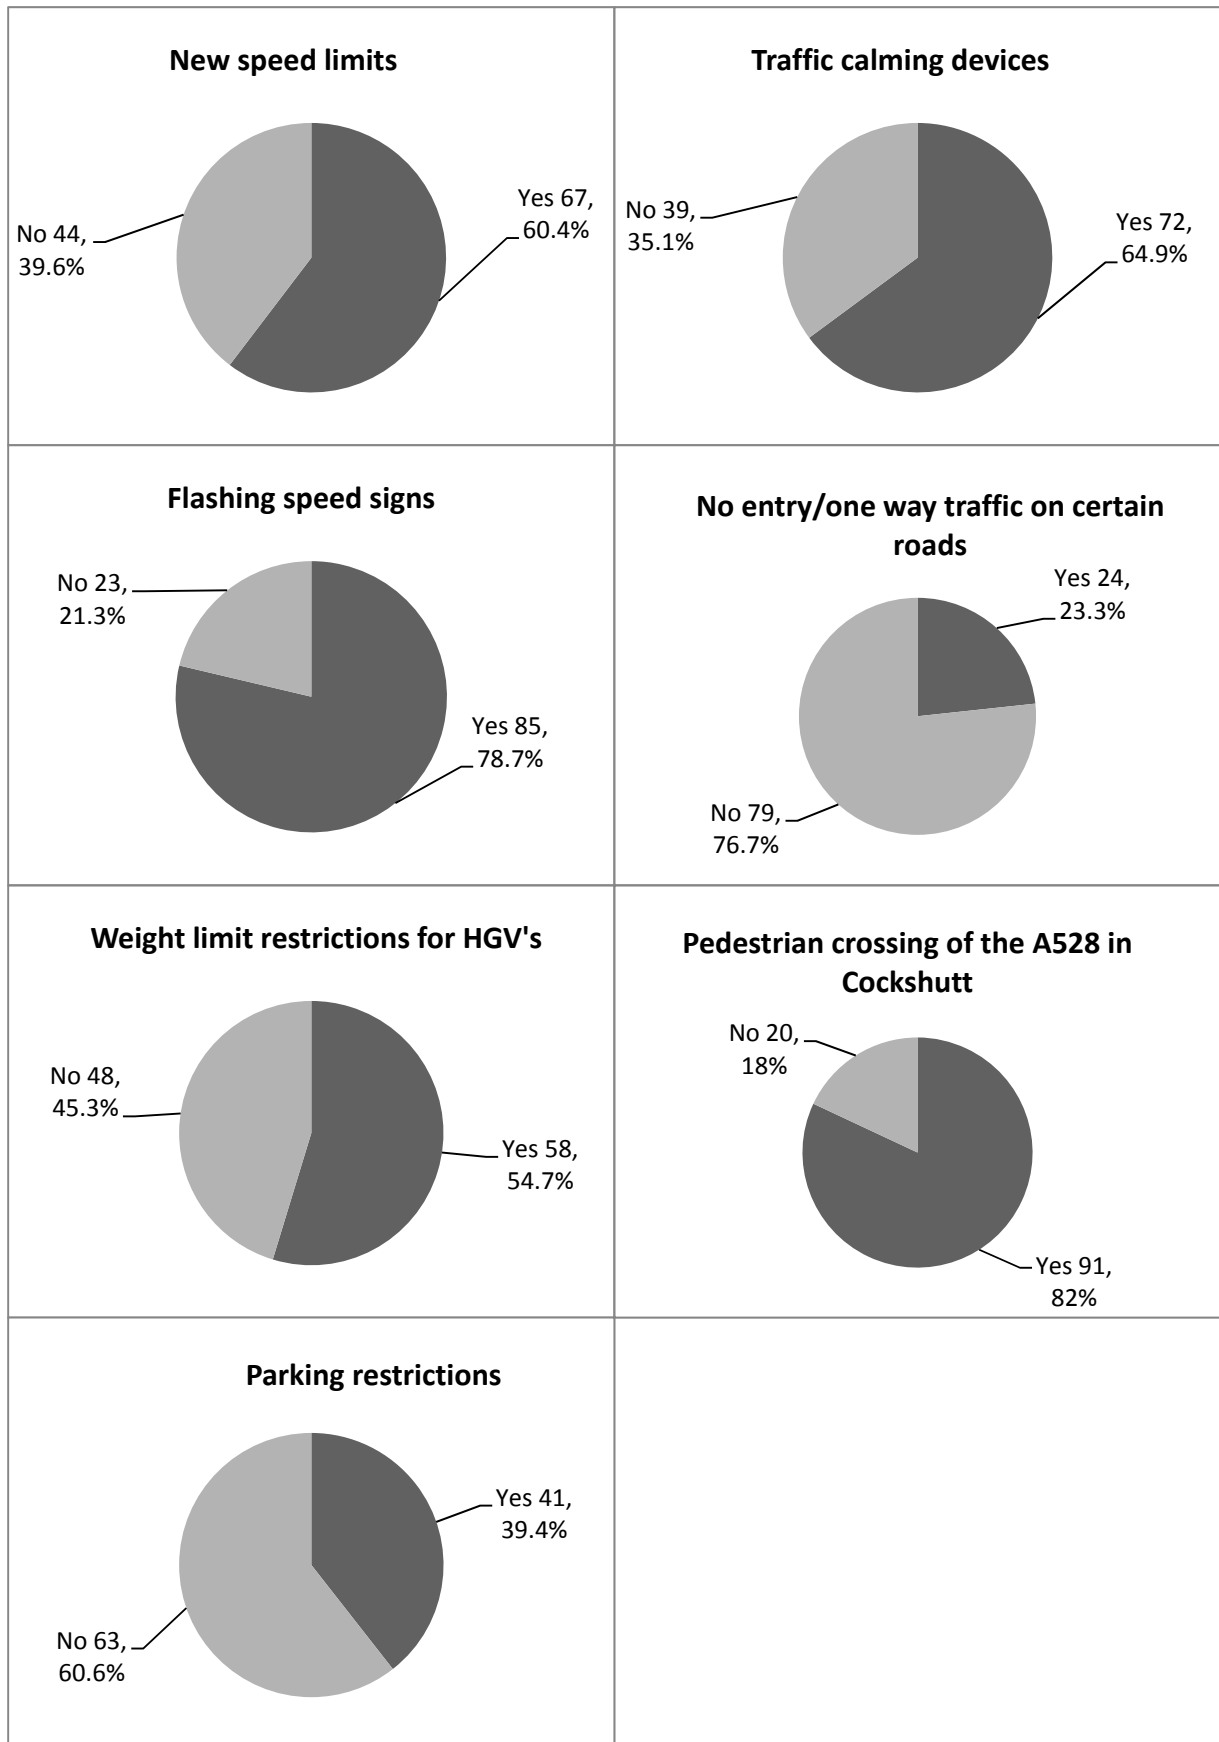 New speed limits
No 44,
39.6%
Yes 67,
60.4%
Traffic calming devices
No 39,
35.1%
Yes 72,
64.9%
Flashing speed signs
No 23,
21.3%
Yes 85,
78.7%
No entry/one way traffic on certain
roads
Yes 24,
23.3%
No 79,
76.7%
Weight limit restrictions for HGV's
No 48,
45.3%
Yes 58,
54.7%
Pedestrian crossing of the A528 in
Cockshutt
No 20,
18%
Yes 91,
82%
Parking restrictions
Yes 41,
39.4%
No 63,
60.6%